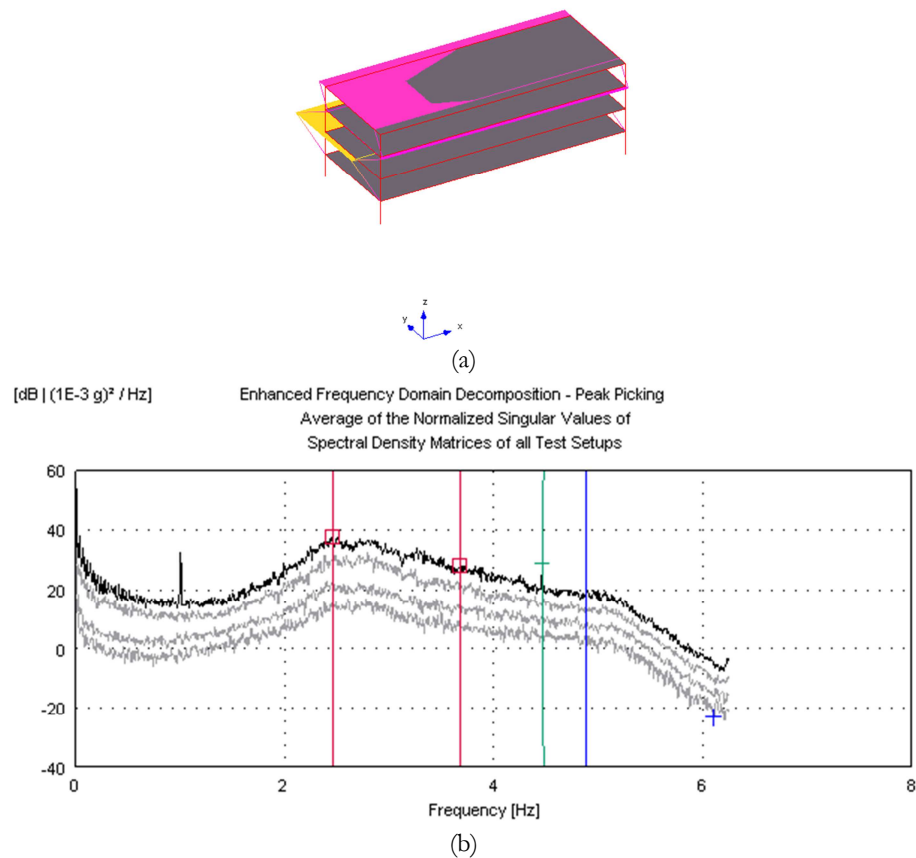 z
y
x
(a)
[dB | (1E-3 g)² / Hz]
Enhanced Frequency Domain Decomposition - Peak Picking
Average of the Normalized Singular Values of
Spectral Density Matrices of all Test Setups
60
40
20
0
-20
-40
0
2
4
6
8
Frequency [Hz]
(b)